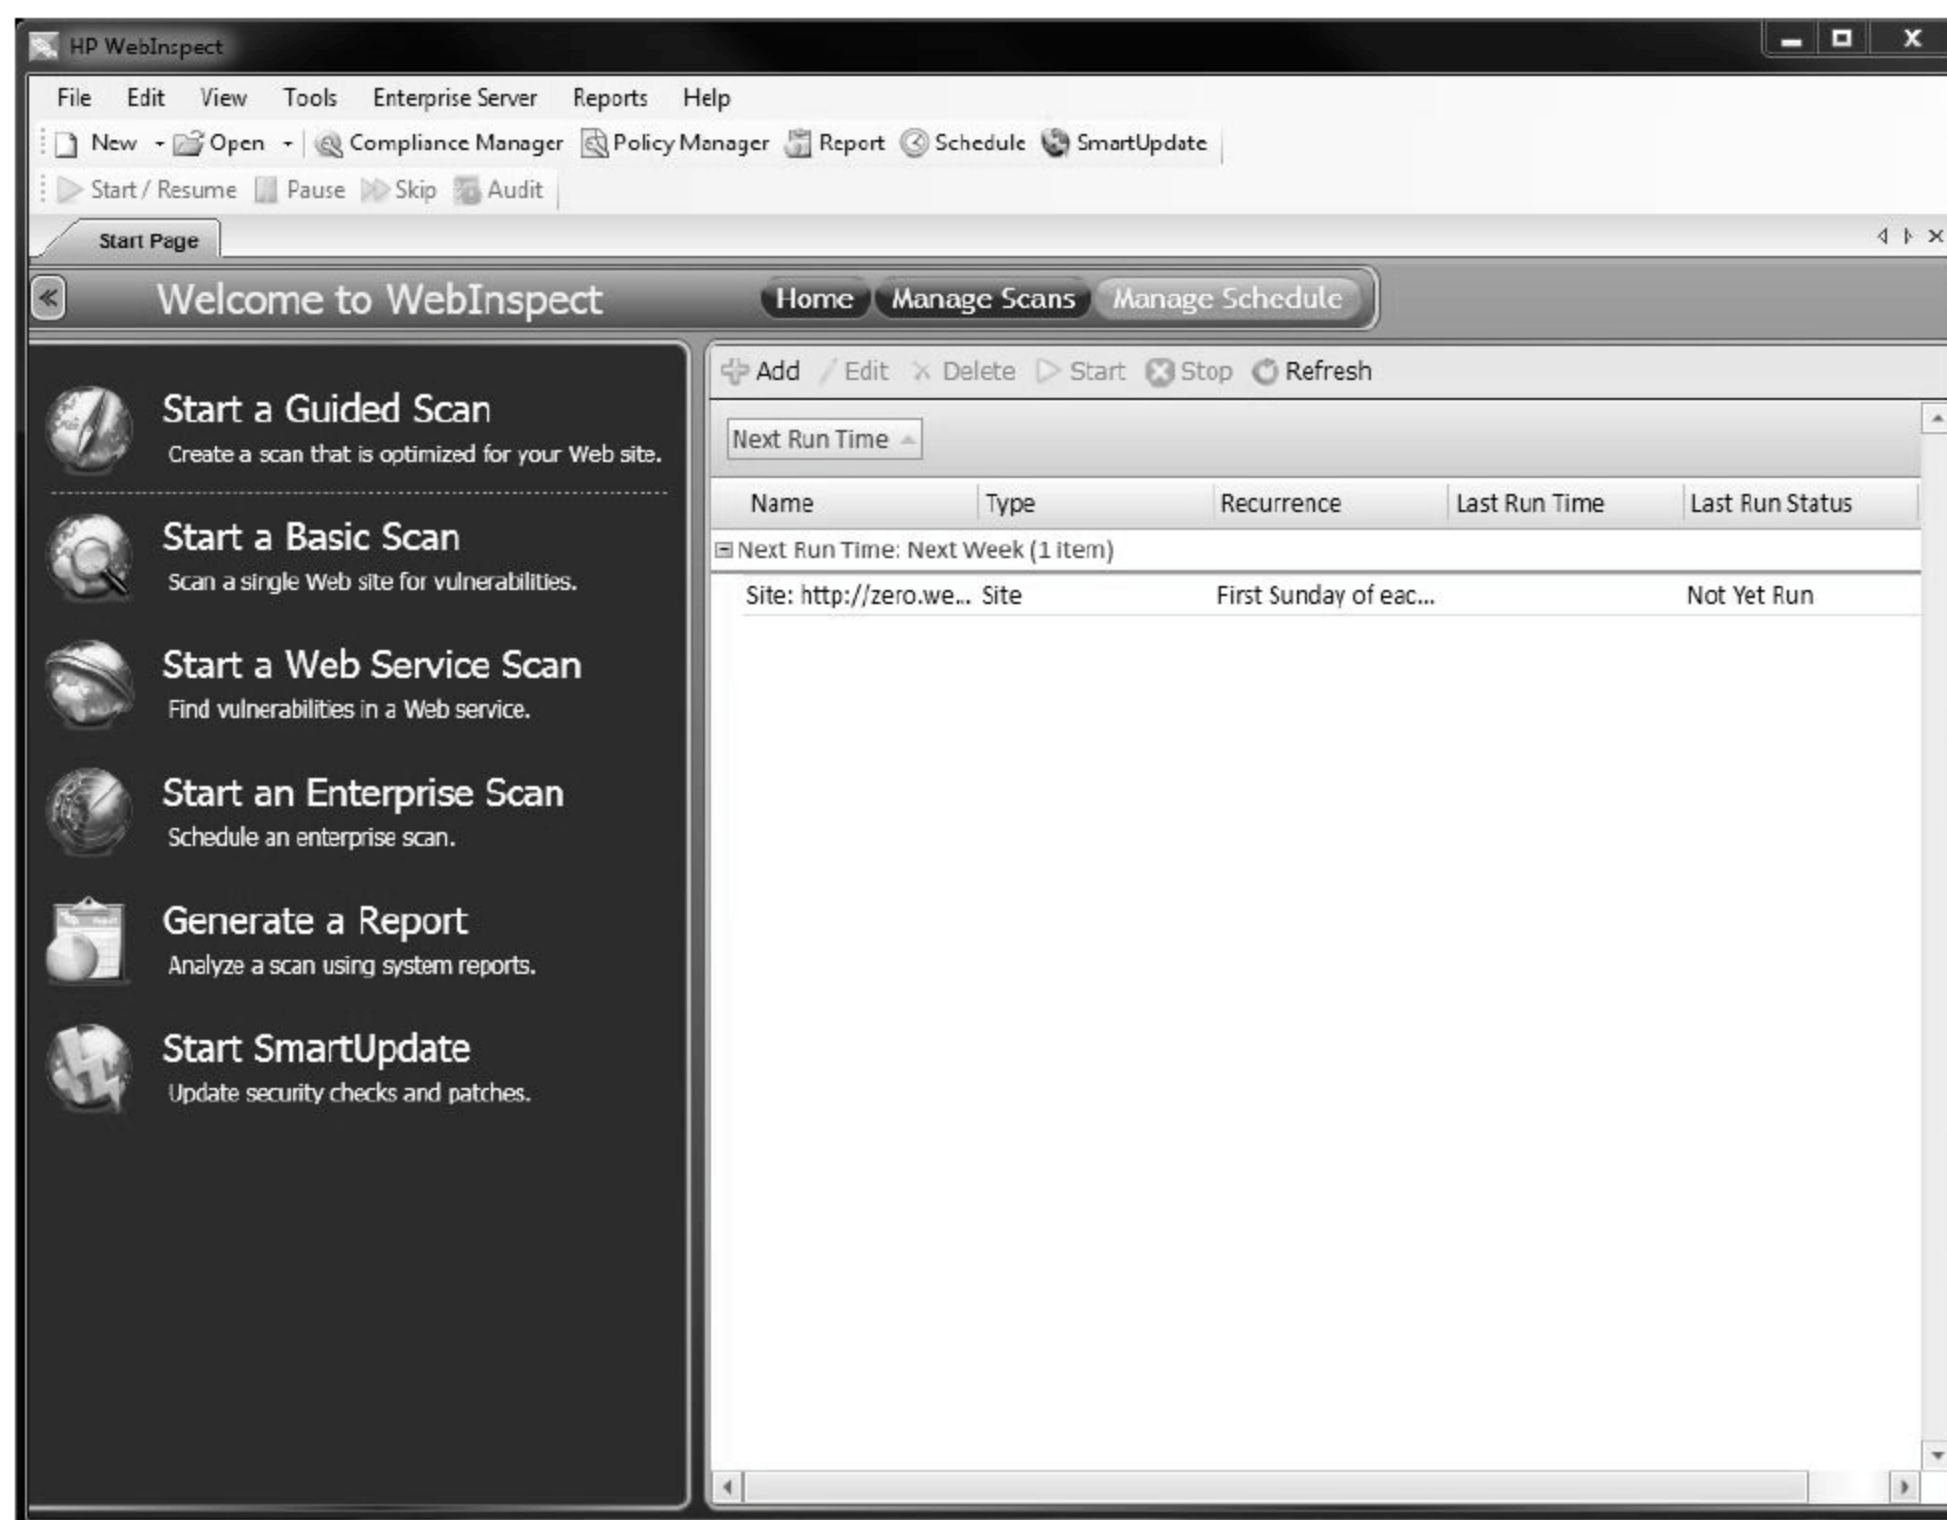 HP WebInspect
File Edit View Tools Enterprise Server Reports Help
New Open Compliance Manager Policy Manager Report Schedule SmartUpdate
Start / Resume Pause Skip Audit
Start Page
Welcome to WebInspect Home Manage Scans Manage Schedule
Start a Guided Scan
Create a scan that is optimized for your Web site.
Start a Basic Scan
Scan a single Web site for vulnerabilities.
Start a Web Service Scan
Find vulnerabilities in a Web service.
Start an Enterprise Scan
Schedule an enterprise scan.
Generate a Report
Analyze a scan using system reports.
Start SmartUpdate
Update security checks and patches.
Add Edit Delete Start Stop Refresh
Next Run Time
Name Type Recurrence Last Run Time Last Run Status
Next Run Time: Next Week (1 item)
Site: http://zero.we... Site First Sunday of eac... Not Yet Run